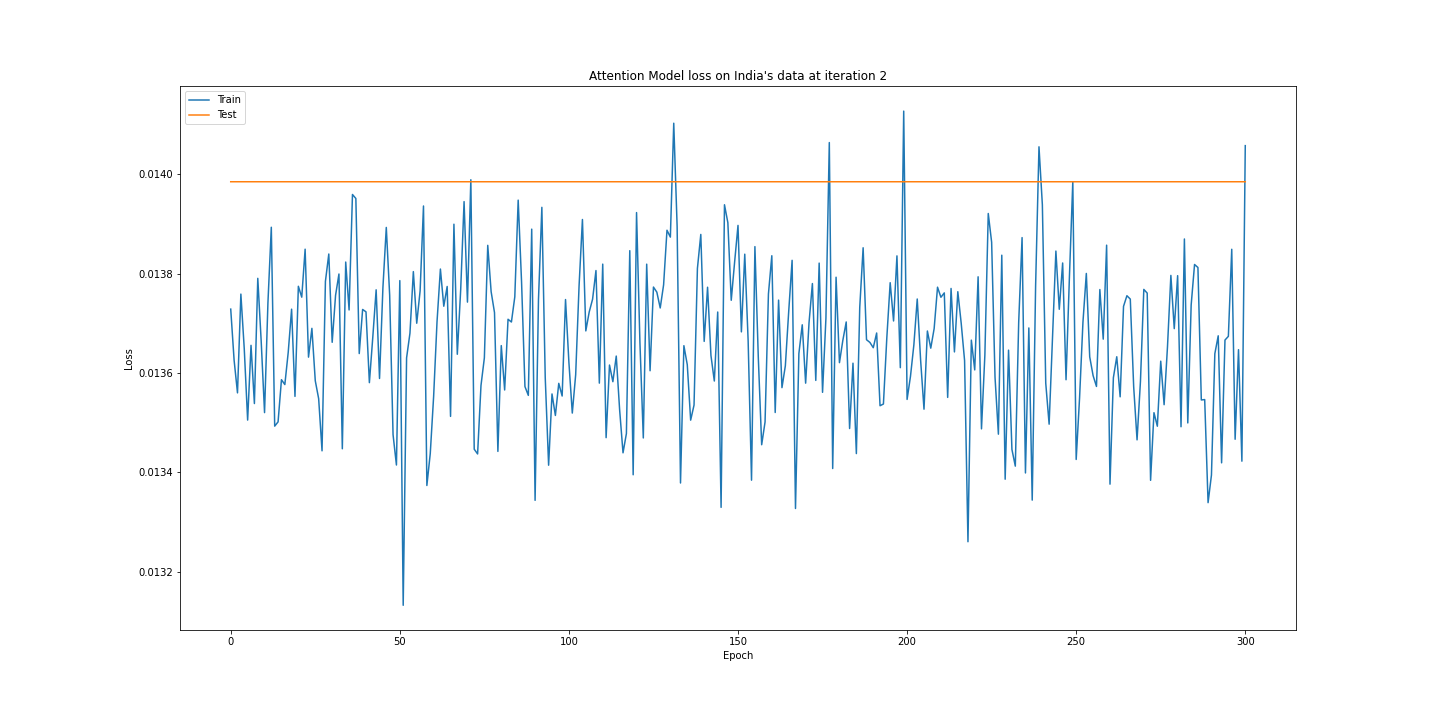 Attention Model loss on India's data at iteration 2
Train
Test
0.0140
0.0138
0.0136
0.0134
0.0132
Loss
0 50 100 150 200 250 300
Epoch